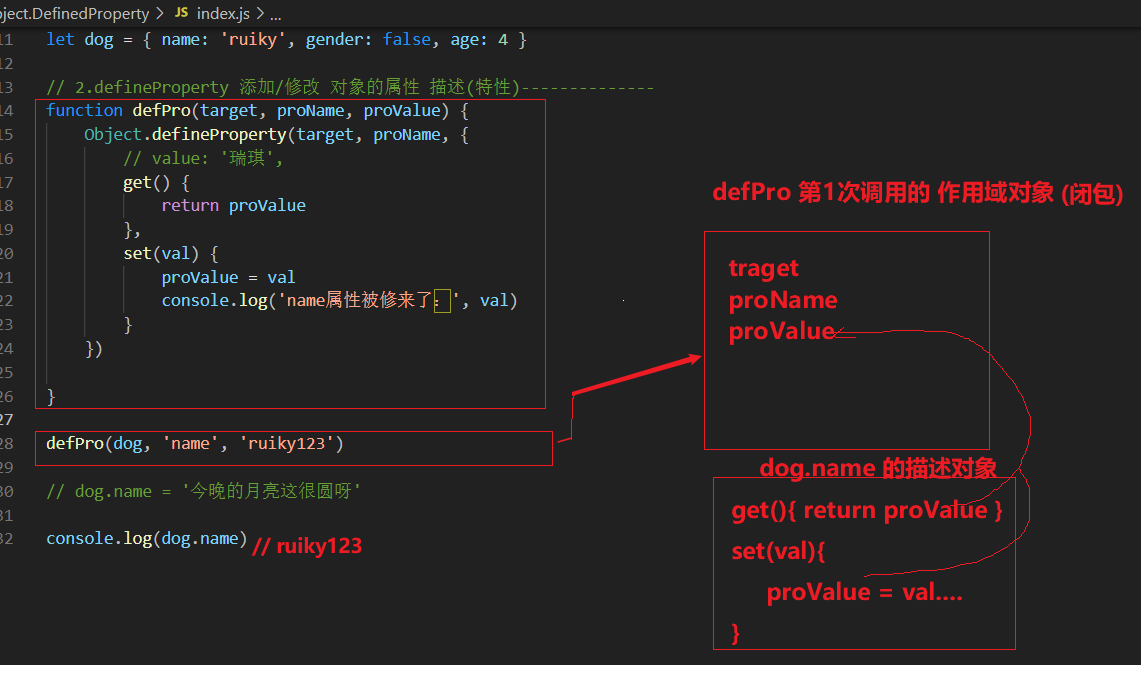 ject.DefinedProperty > JS index.js > ...
11 let dog = { name: 'ruiky', gender: false, age: 4 }
12
13 // 2.defineProperty 添加/修改 对象的属性 描述(特性)--------------
14 function defPro(target, proName, proValue) {
15 Object.defineProperty(target, proName, {
16 // value: '瑞琪',
17 get() {
18 return proValue
19 },
20 set(val) {
21 proValue = val
22 console.log('name属性被修来了：', val)
23 }
24 })
25
26 }
27
28 defPro(dog, 'name', 'ruiky123')
29
30 // dog.name = '今晚的月亮这很圆呀'
31
32 console.log(dog.name) // ruiky123
defPro 第1次调用的 作用域对象 (闭包)
traget
proName
proValue
dog.name 的描述对象
get(){ return proValue }
set(val){
proValue = val....
}